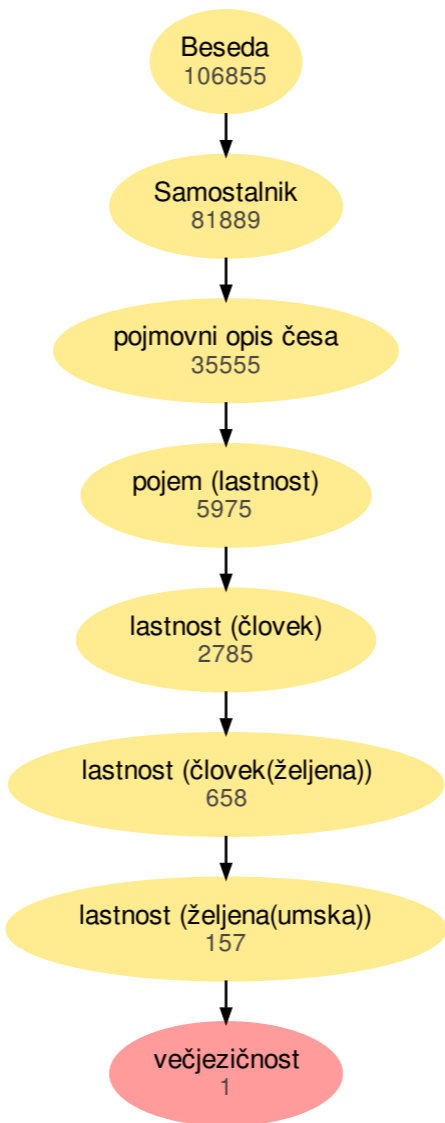 Beseda
106855
Samostalnik
81889
pojmovni opis česa
35555
pojem (lastnost)
5975
lastnost (človek)
2785
lastnost (človek(željena))
658
lastnost (željena(umska))
157
večjezičnost
1